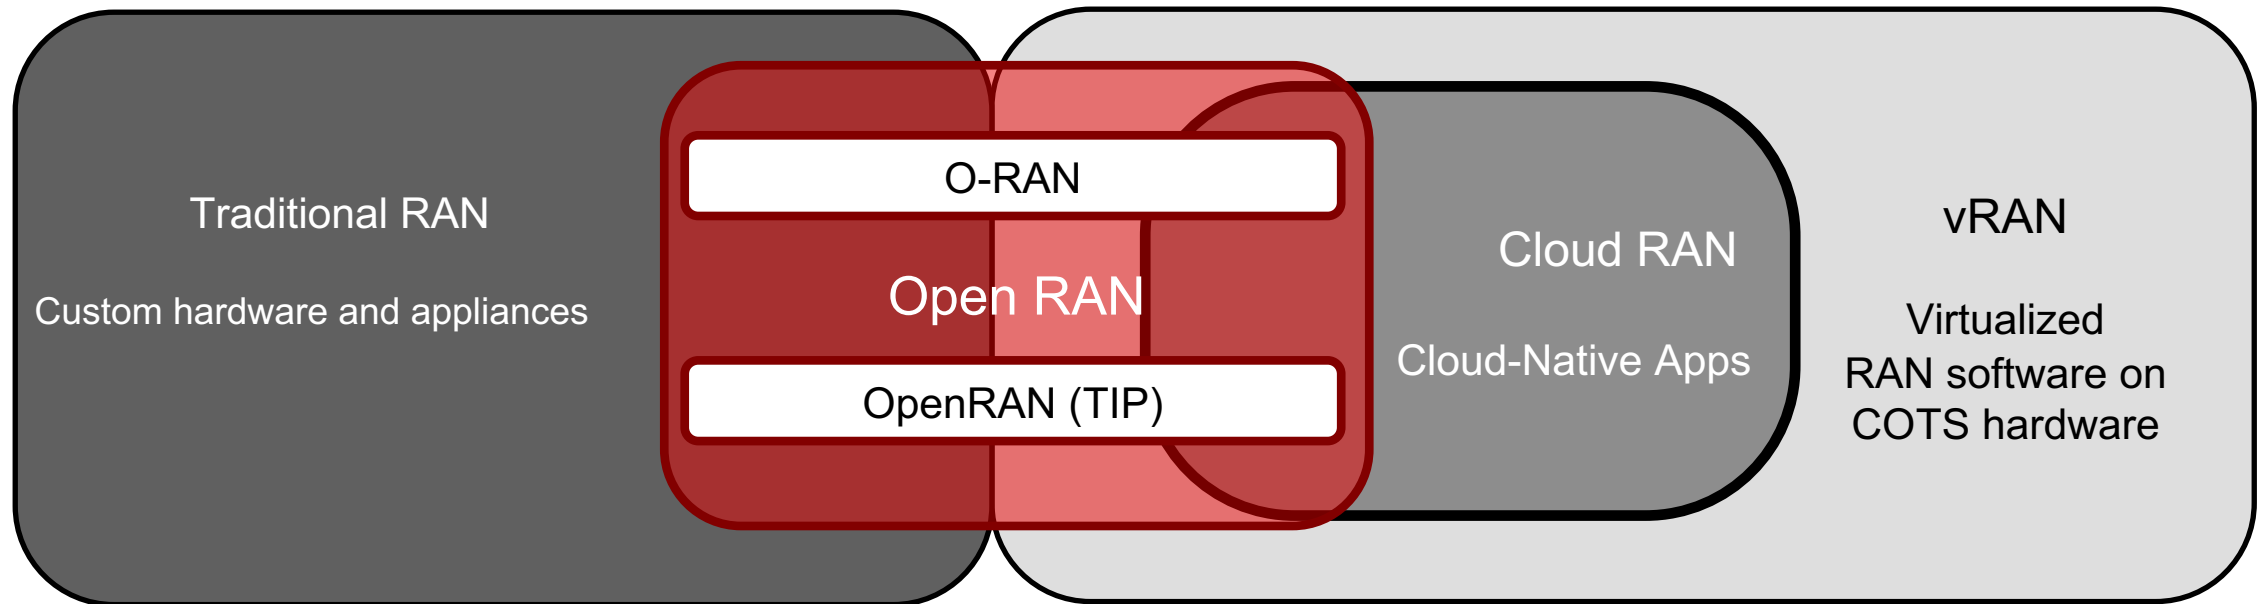 Traditional RAN
Custom hardware and appliances
O-RAN
Open RAN
OpenRAN (TIP)
Cloud RAN
Cloud-Native Apps
vRAN
Virtualized
RAN software on
COTS hardware